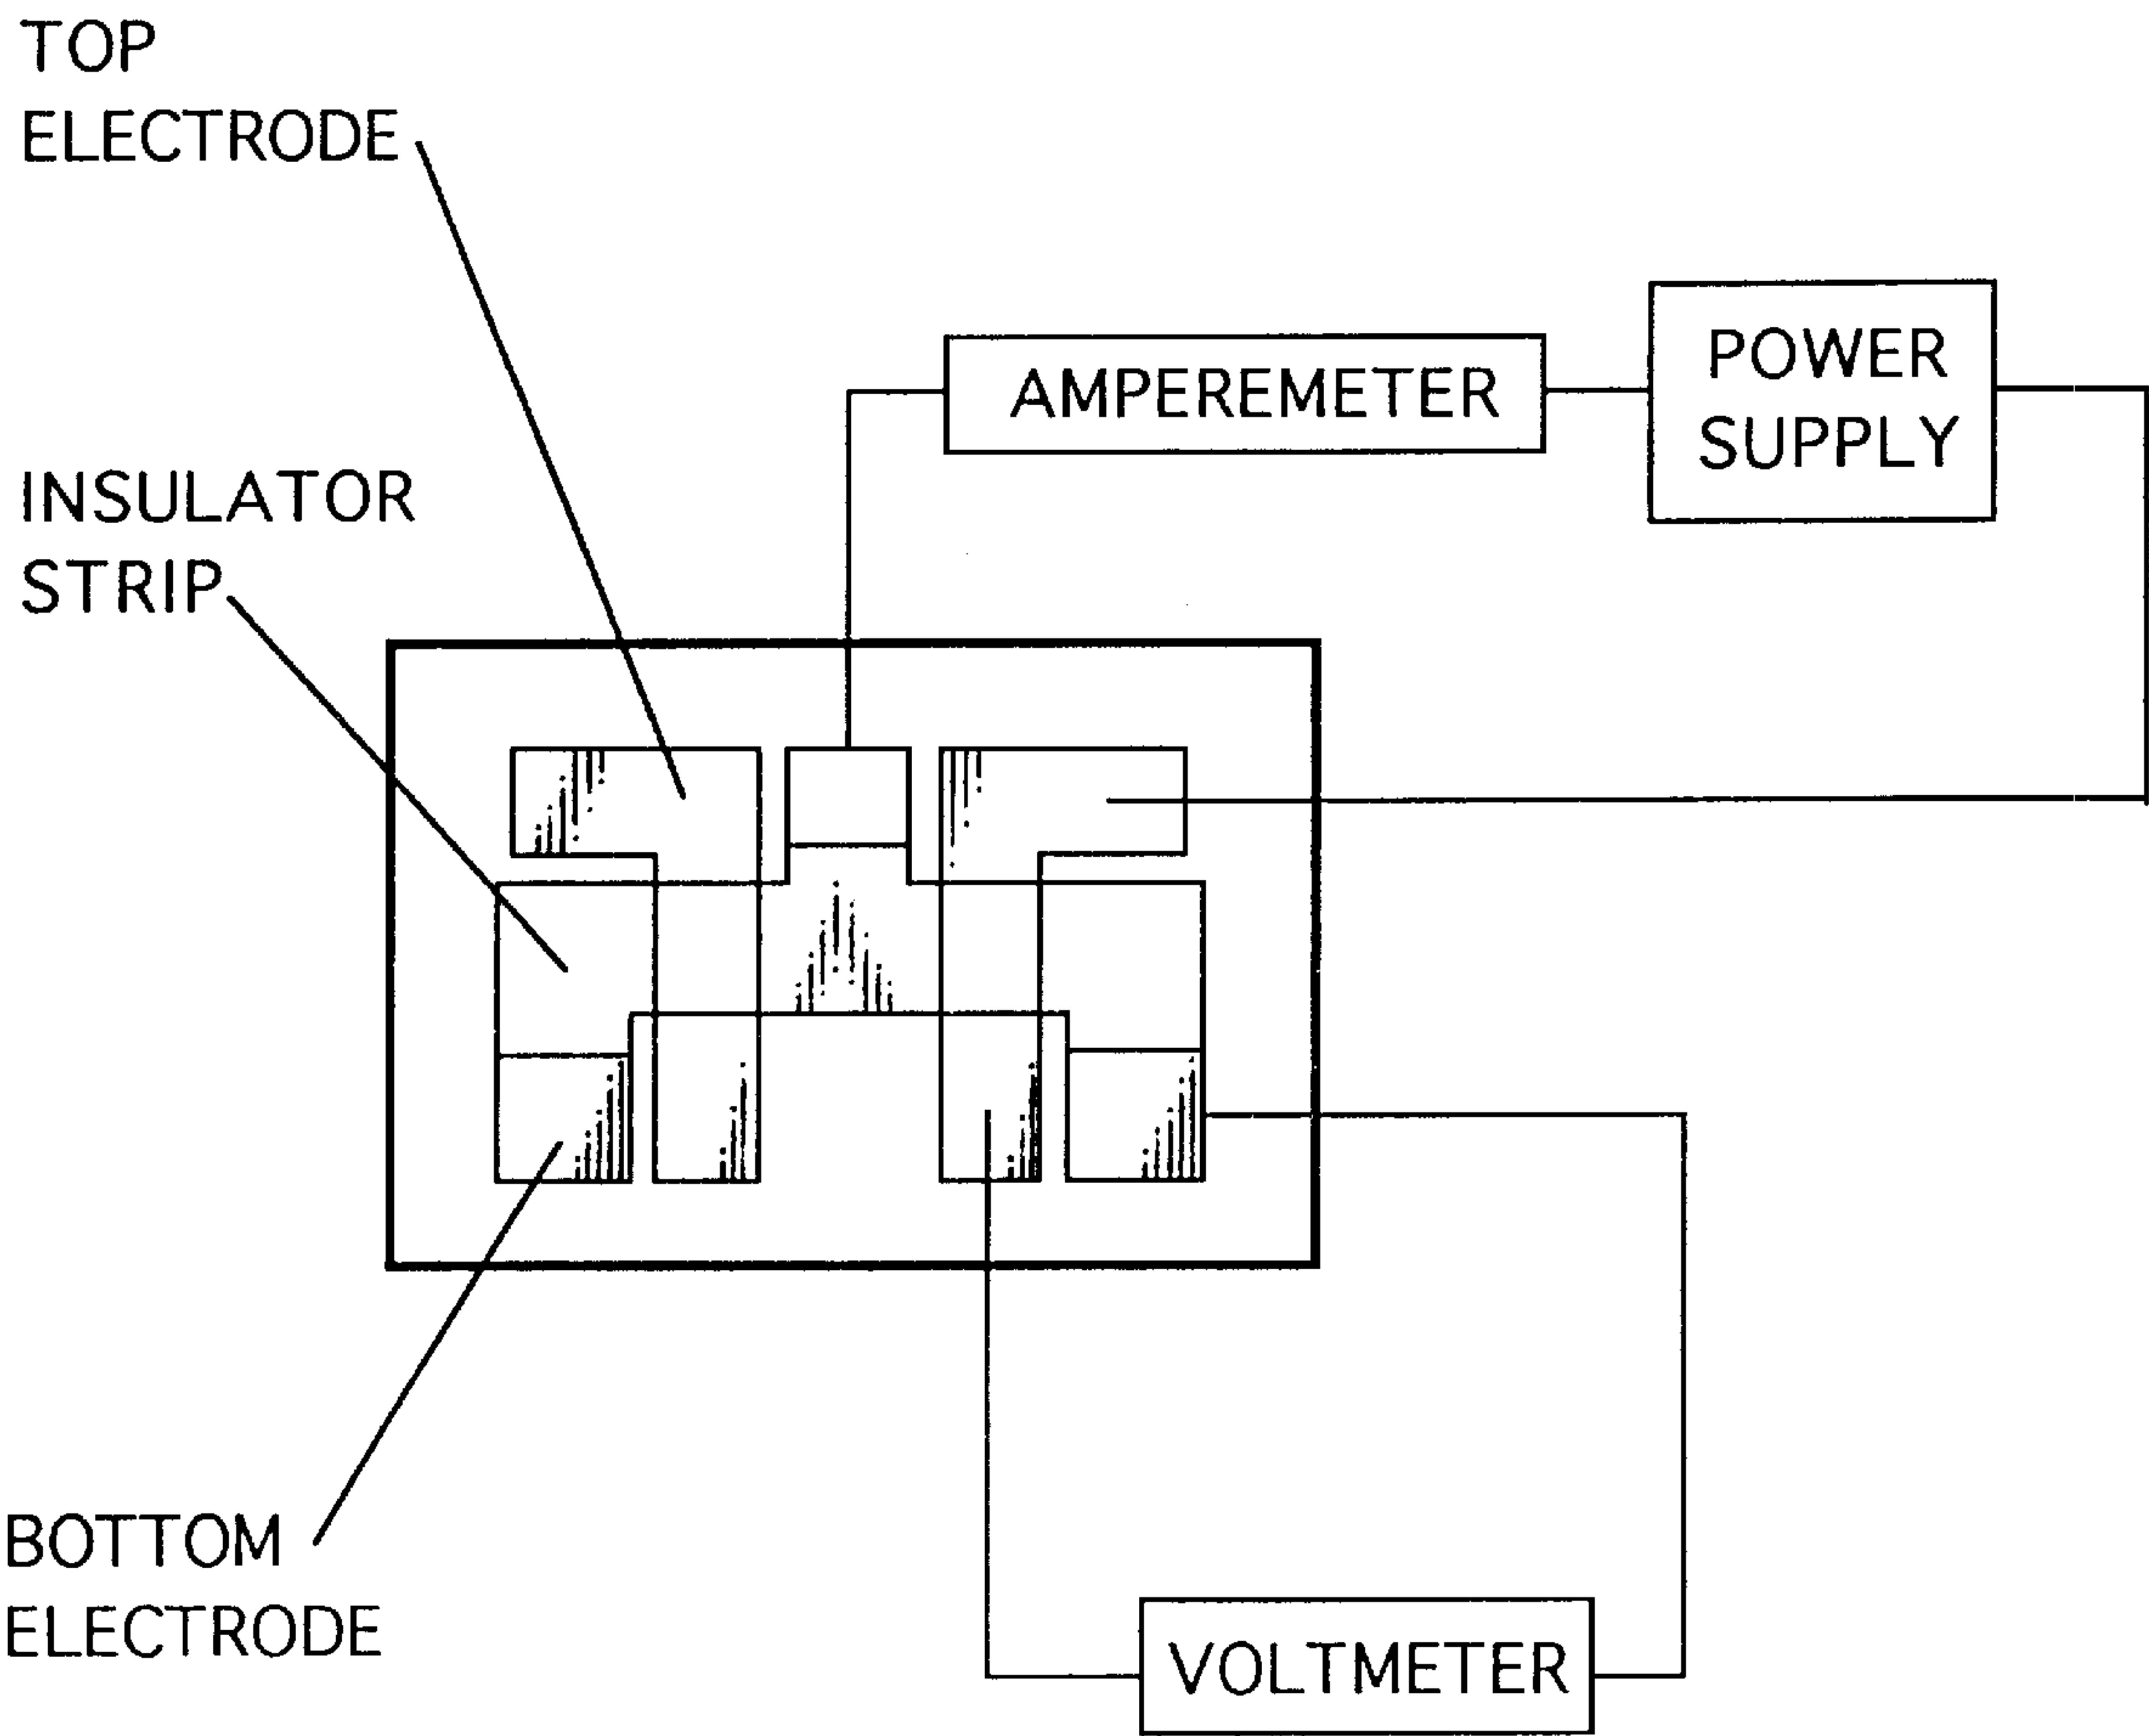 TOP
ELECTRODE
AMPEREMETER
POWER
SUPPLY
INSULATOR
STRIP
BOTTOM
ELECTRODE
VOLTMETER